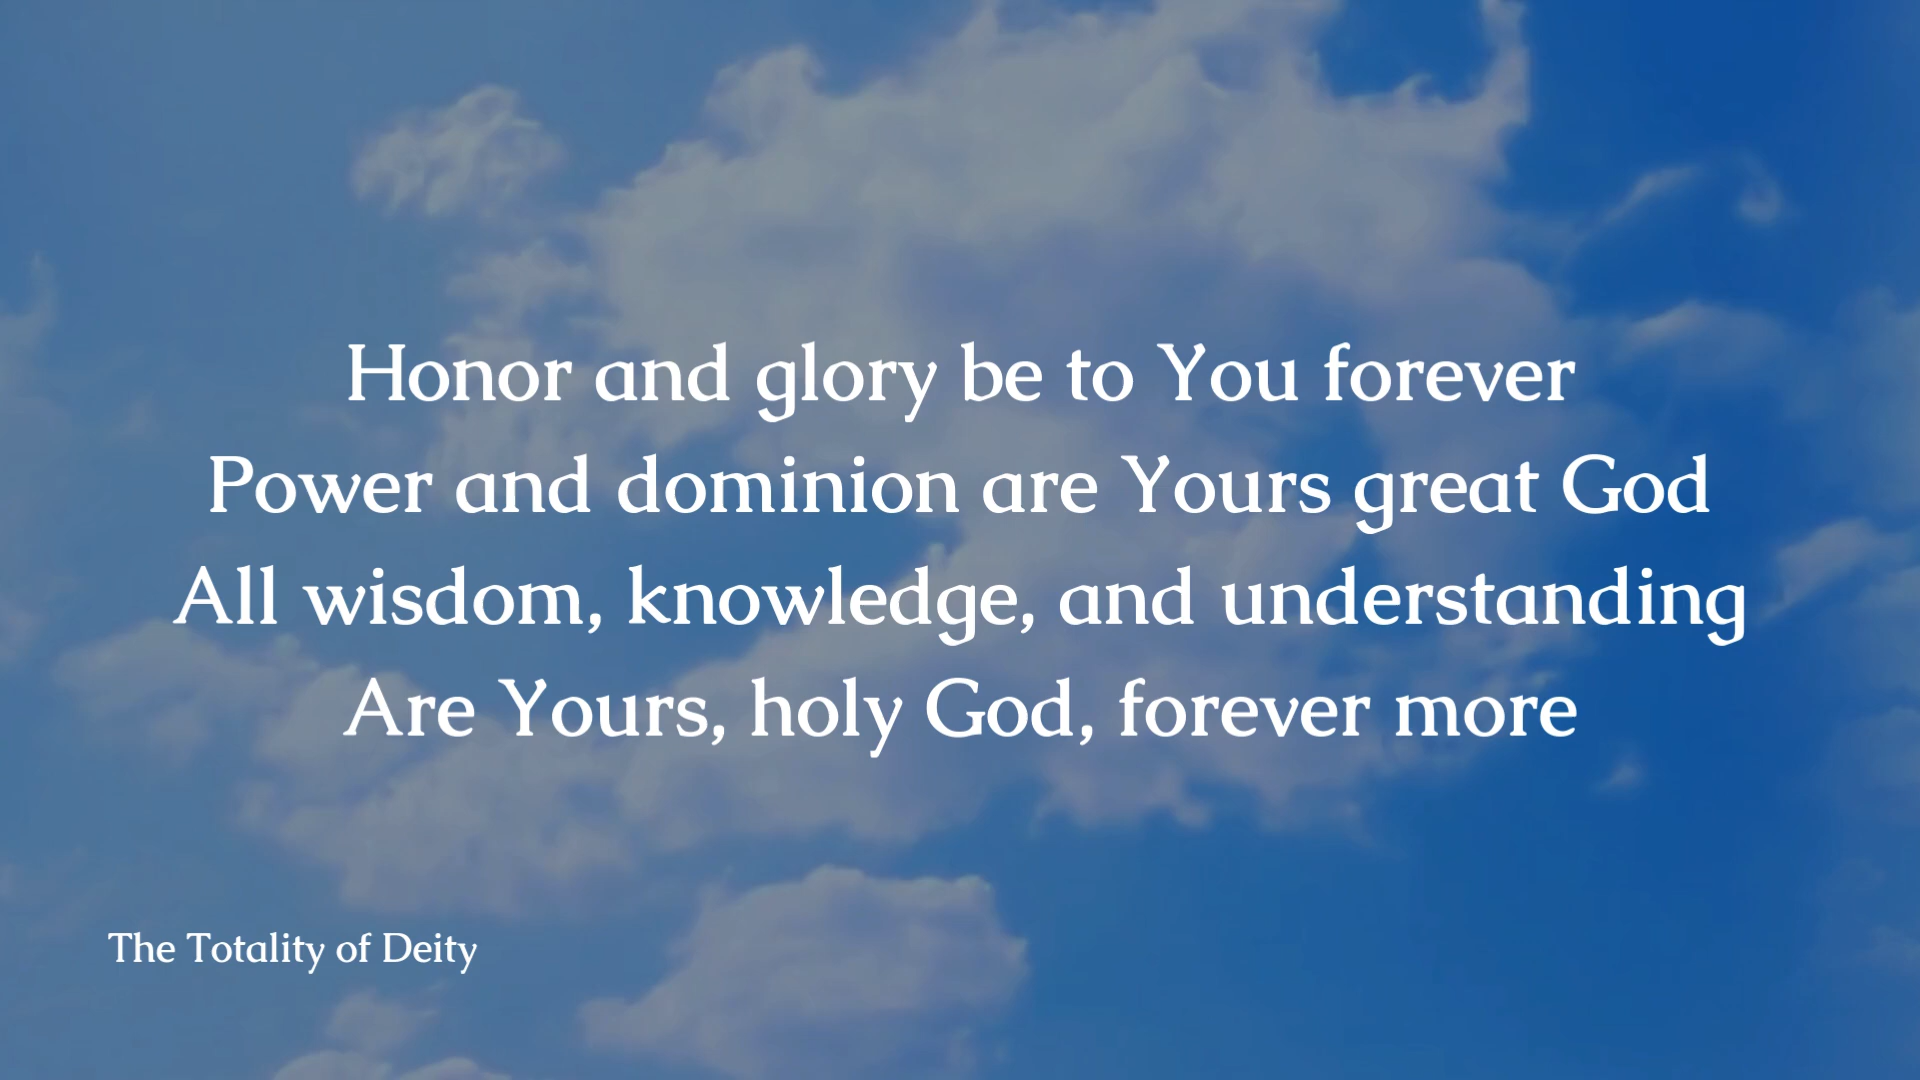 Honor and glory be to You forever
Power and dominion are Yours great God
All wisdom, knowledge, and understanding
Are Yours, holy God, forever more
The Totality of Deity